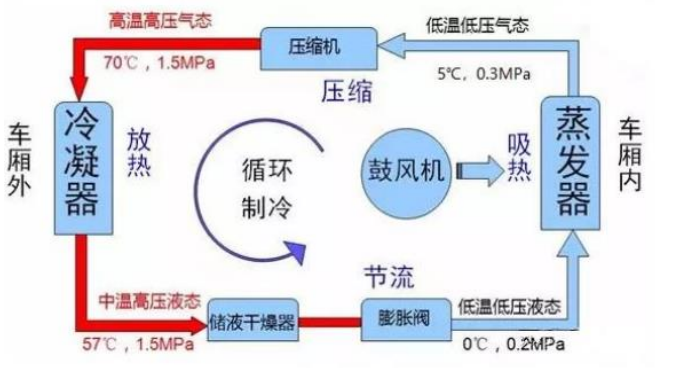 高温高压气态
70℃，1.5MPa
压缩机
压缩
低温低压气态
5℃，0.3MPa
车厢外
冷凝器
放热
循环
制冷
鼓风机
吸热
蒸发器
车厢内
中温高压液态
57℃，1.5MPa
储液干燥器
节流
膨胀阀
低温低压液态
0℃，0.2MPa